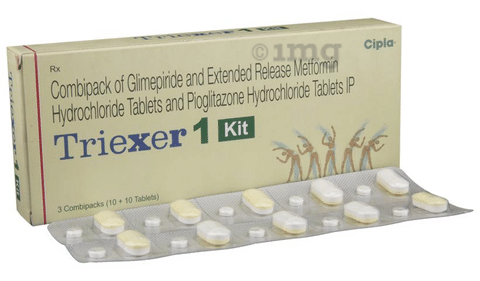 ©1mg
Cipla
Rx
Combipack of Glimepiride and Extended Release Metformin
Hydrochloride Tablets and Pioglitazone Hydrochloride Tablets IP
Triexer 1 Kit
3 Combipacks (10 + 10 Tablets)